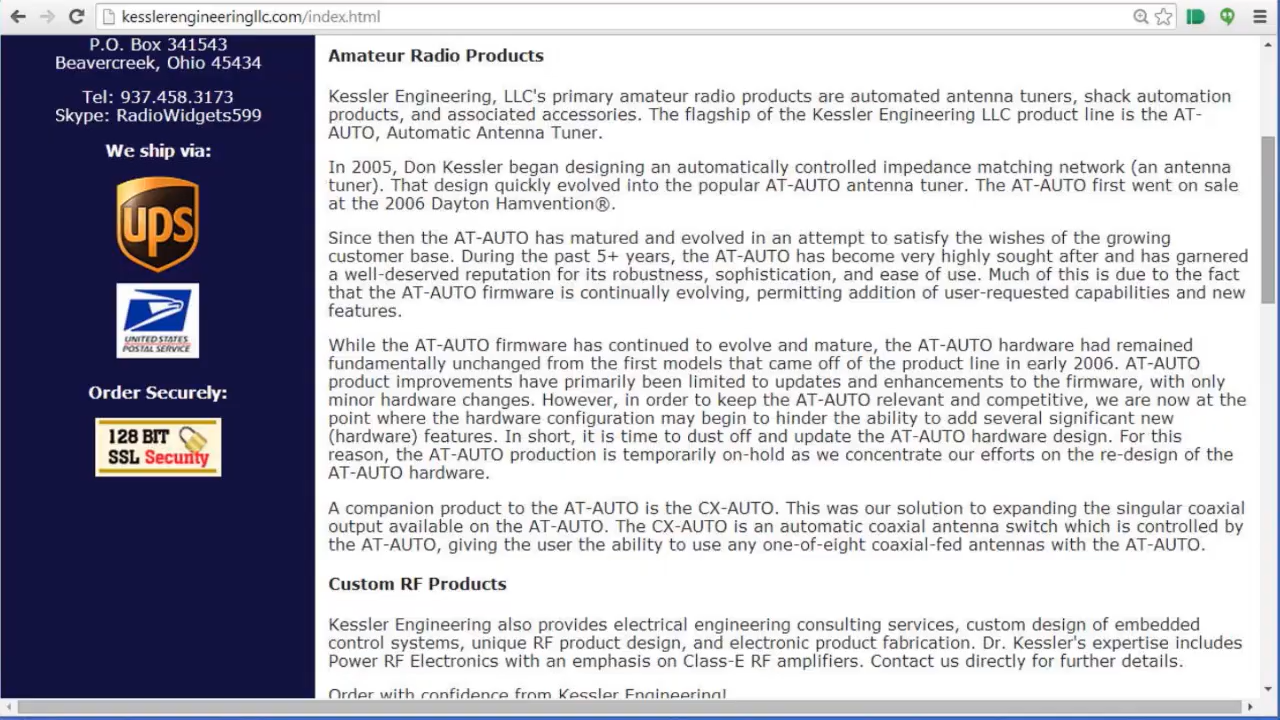 kesslerengineeringllc.com/index.html
P.O. Box 341543
Beavercreek, Ohio 45434
Tel: 937.458.3173
Skype: RadioWidgets599
We ship via:
ups
UNITED STATES
POSTAL SERVICE
Order Securely:
128 BIT
SSL Security
Amateur Radio Products
Kessler Engineering, LLC's primary amateur radio products are automated antenna tuners, shack automation
products, and associated accessories. The flagship of the Kessler Engineering LLC product line is the AT-
AUTO, Automatic Antenna Tuner.
In 2005, Don Kessler began designing an automatically controlled impedance matching network (an antenna
tuner). That design quickly evolved into the popular AT-AUTO antenna tuner. The AT-AUTO first went on sale
at the 2006 Dayton Hamvention®.
Since then the AT-AUTO has matured and evolved in an attempt to satisfy the wishes of the growing
customer base. During the past 5+ years, the AT-AUTO has become very highly sought after and has garnered
a well-deserved reputation for its robustness, sophistication, and ease of use. Much of this is due to the fact
that the AT-AUTO firmware is continually evolving, permitting addition of user-requested capabilities and new
features.
While the AT-AUTO firmware has continued to evolve and mature, the AT-AUTO hardware had remained
fundamentally unchanged from the first models that came off of the product line in early 2006. AT-AUTO
product improvements have primarily been limited to updates and enhancements to the firmware, with only
minor hardware changes. However, in order to keep the AT-AUTO relevant and competitive, we are now at the
point where the hardware configuration may begin to hinder the ability to add several significant new
(hardware) features. In short, it is time to dust off and update the AT-AUTO hardware design. For this
reason, the AT-AUTO production is temporarily on-hold as we concentrate our efforts on the re-design of the
AT-AUTO hardware.
A companion product to the AT-AUTO is the CX-AUTO. This was our solution to expanding the singular coaxial
output available on the AT-AUTO. The CX-AUTO is an automatic coaxial antenna switch which is controlled by
the AT-AUTO, giving the user the ability to use any one-of-eight coaxial-fed antennas with the AT-AUTO.
Custom RF Products
Kessler Engineering also provides electrical engineering consulting services, custom design of embedded
control systems, unique RF product design, and electronic product fabrication. Dr. Kessler's expertise includes
Power RF Electronics with an emphasis on Class-E RF amplifiers. Contact us directly for further details.
Order with confidence from Kessler Engineering!